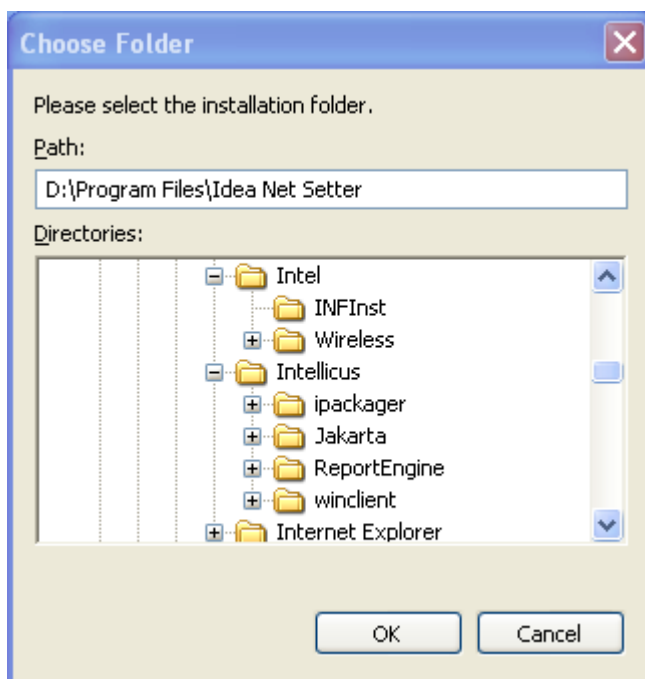 Choose Folder
Please select the installation folder.
Path:
D:\Program Files\Idea Net Setter
Directories:
Intel
INFInst
Wireless
Intellicus
ipackager
Jakarta
ReportEngine
winclient
Internet Explorer
OK
Cancel